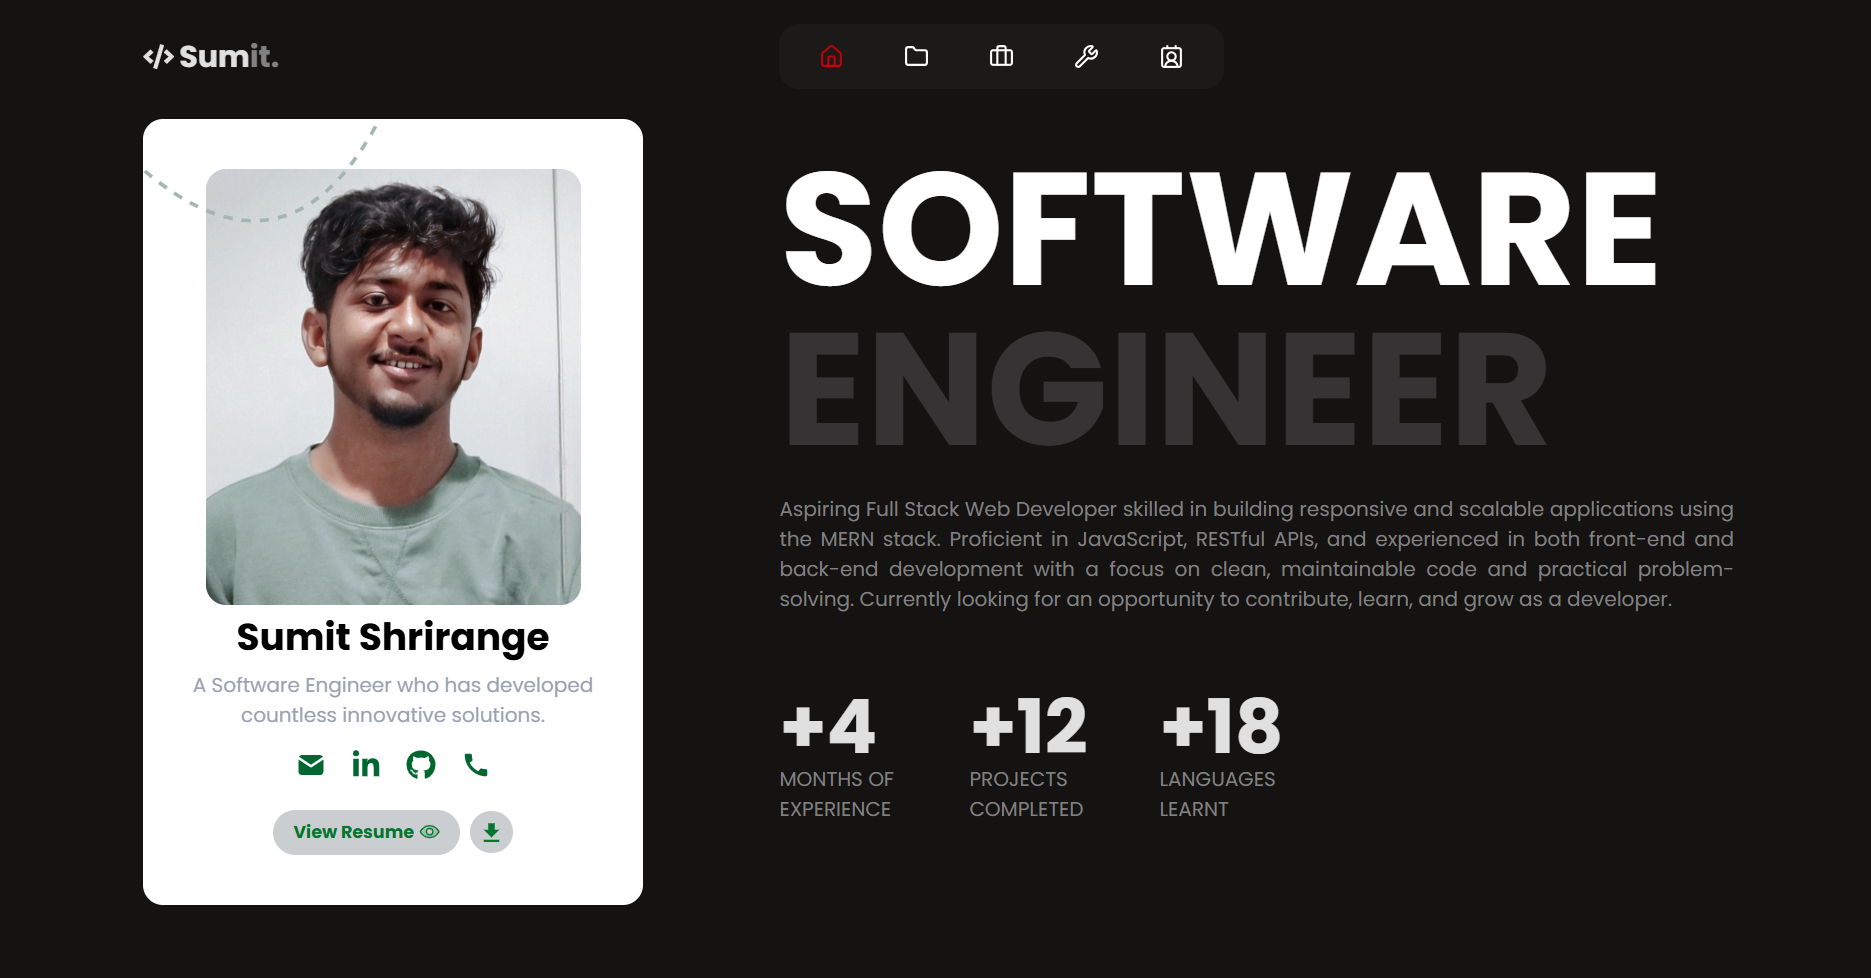 </> Sumit.
Sumit Shrirange
A Software Engineer who has developed
countless innovative solutions.
in
View Resume
SOFTWARE
ENGINEER
Aspiring Full Stack Web Developer skilled in building responsive and scalable applications using
the MERN stack. Proficient in JavaScript, RESTful APIs, and experienced in both front-end and
back-end development with a focus on clean, maintainable code and practical problem-
solving. Currently looking for an opportunity to contribute, learn, and grow as a developer.
+4
MONTHS OF
EXPERIENCE
+12
PROJECTS
COMPLETED
+18
LANGUAGES
LEARNT